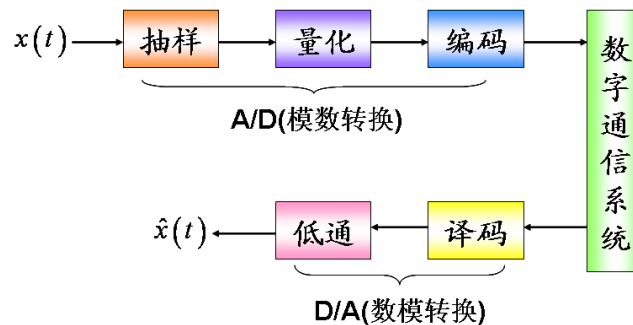 x(t)
抽样
量化
编码
数字通信系统
A/D(模数转换)
x̂(t)
低通
译码
D/A(数模转换)